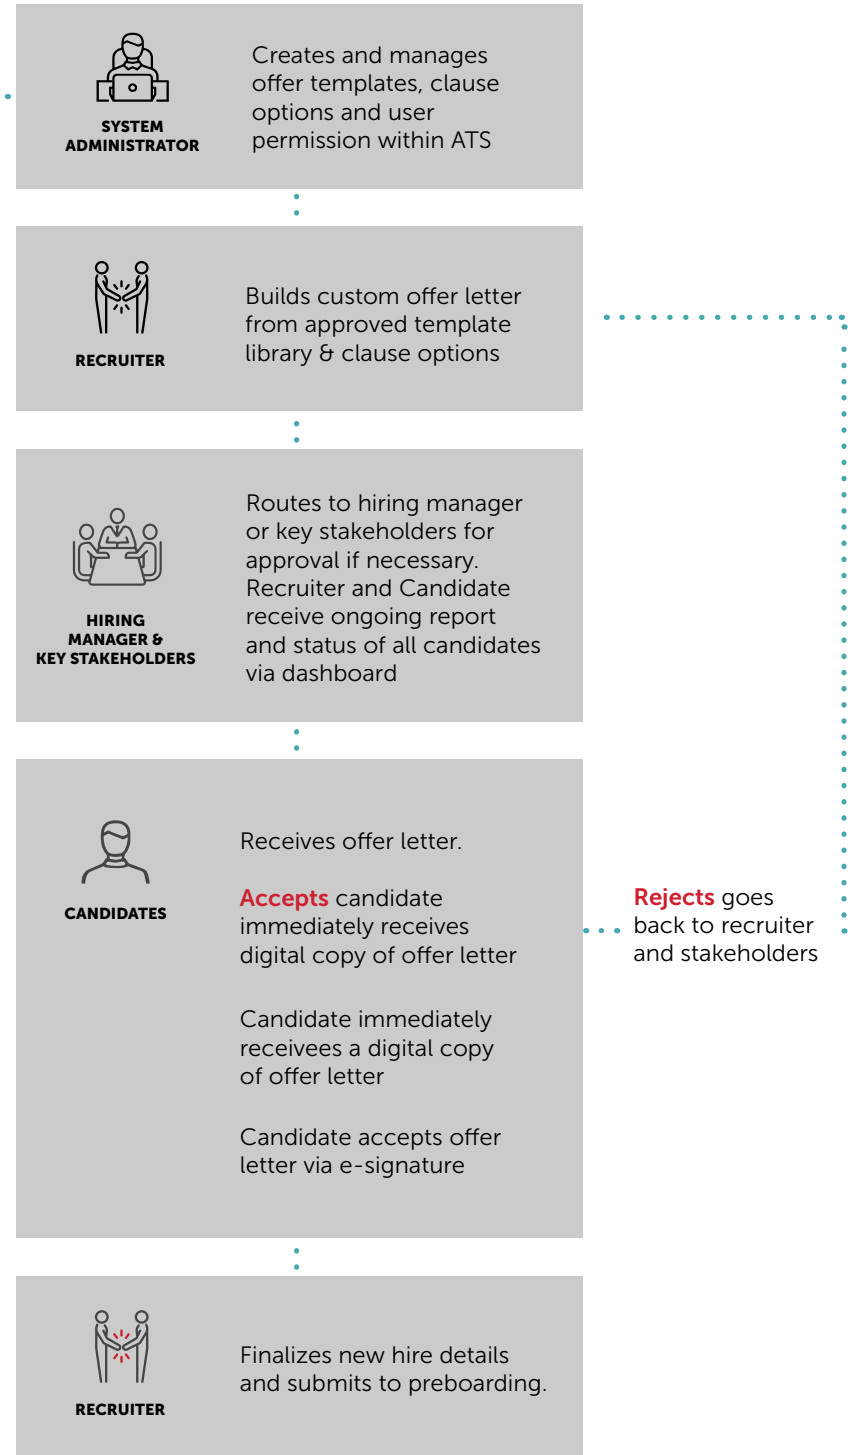 SYSTEM
ADMINISTRATOR
Creates and manages
offer templates, clause
options and user
permission within ATS
RECRUITER
Builds custom offer letter
from approved template
library & clause options
HIRING
MANAGER &
KEY STAKEHOLDERS
Routes to hiring manager
or key stakeholders for
approval if necessary.
Recruiter and Candidate
receive ongoing report
and status of all candidates
via dashboard
CANDIDATES
Receives offer letter.
Accepts candidate
immediately receives
digital copy of offer letter
Candidate immediately
receivees a digital copy
of offer letter
Candidate accepts offer
letter via e-signature
Rejects goes
back to recruiter
and stakeholders
RECRUITER
Finalizes new hire details
and submits to preboarding.